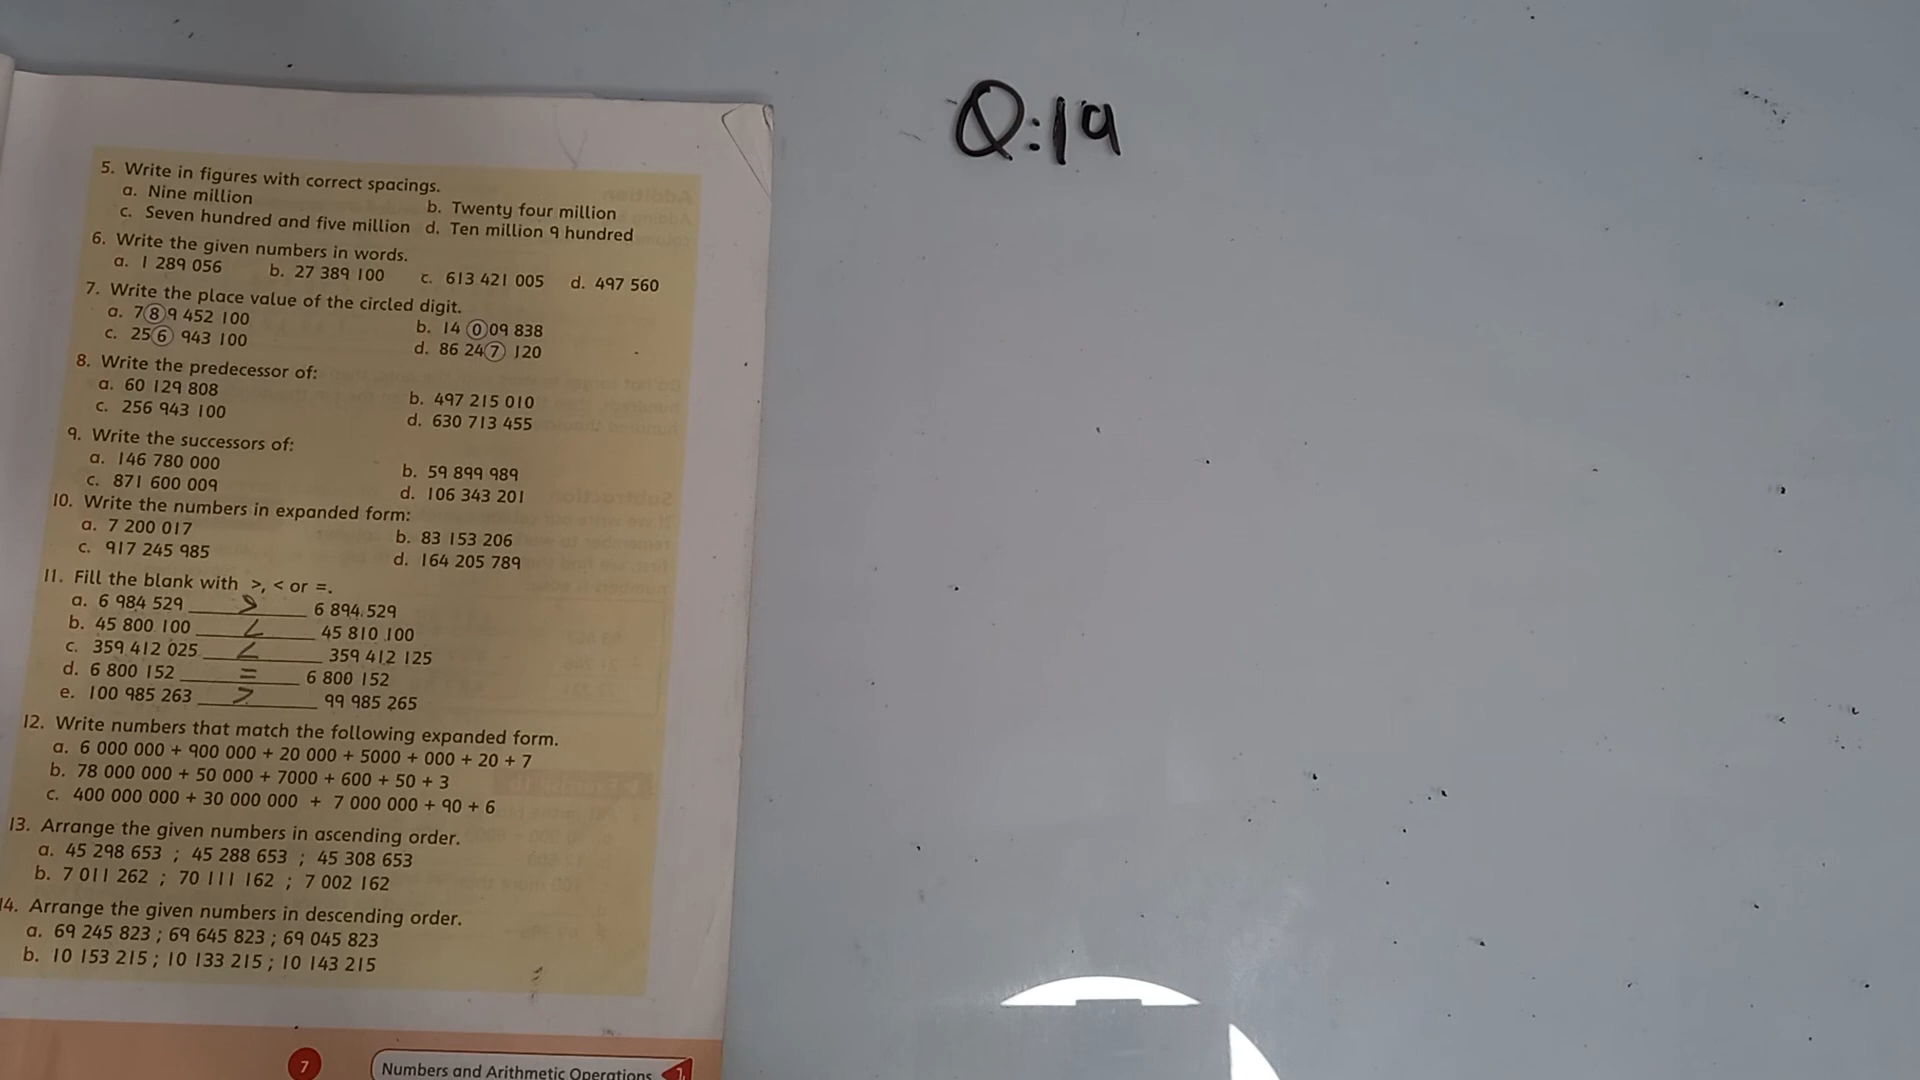 Q:19
5. Write in figures with correct spacings.
a. Nine million
b. Twenty four million
c. Seven hundred and five million d. Ten million 9 hundred
6. Write the given numbers in words.
a. 1 289 056 b. 27 389 100 c. 613 421 005 d. 497 560
7. Write the place value of the circled digit.
a. 789 452 100
b. 14 009 838
c. 256 943 100
d. 86 247 120
8. Write the predecessor of:
a. 60 129 808
b. 497 215 010
c. 256 943 100
d. 630 713 455
9. Write the successors of:
a. 146 780 000
b. 59 899 989
c. 871 600 009
d. 106 343 201
10. Write the numbers in expanded form:
a. 7 200 017
b. 83 153 206
c. 917 245 985
d. 164 205 789
11. Fill the blank with >, < or =.
a. 6 984 529 > 6 894 529
b. 45 800 100 < 45 810 100
c. 359 412 025 < 359 412 125
d. 6 800 152 = 6 800 152
e. 100 985 263 > 99 985 265
12. Write numbers that match the following expanded form.
a. 6 000 000 + 900 000 + 20 000 + 5000 + 000 + 20 + 7
b. 78 000 000 + 50 000 + 7000 + 600 + 50 + 3
c. 400 000 000 + 30 000 000 + 7 000 000 + 90 + 6
13. Arrange the given numbers in ascending order.
a. 45 298 653 ; 45 288 653 ; 45 308 653
b. 7 011 262 ; 70 111 162 ; 7 002 162
14. Arrange the given numbers in descending order.
a. 69 245 823 ; 69 645 823 ; 69 045 823
b. 10 153 215 ; 10 133 215 ; 10 143 215
7
Numbers and Arithmetic Operations 1